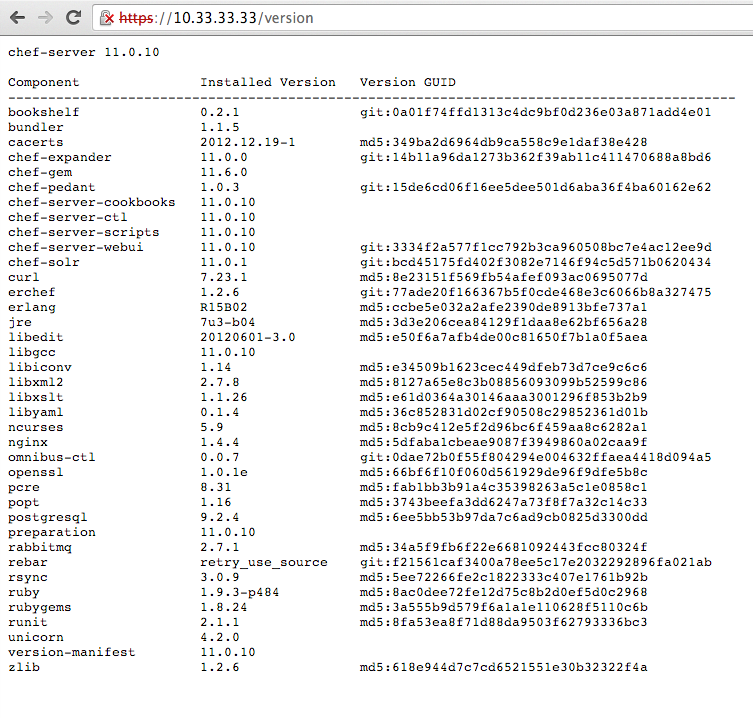 https://10.33.33.33/version
chef-server 11.0.10
Component Installed Version Version GUID
--------------------------------------------------------------------------------------------
bookshelf 0.2.1 git:0a01f74ffd1313c4dc9bf0d236e03a871add4e01
bundler 1.1.5
cacerts 2012.12.19-1 md5:349ba2d6964db9ca558c9e1daf38e428
chef-expander 11.0.0 git:14b11a96da1273b362f39ab11c411470688a8bd6
chef-gem 11.6.0
chef-pedant 1.0.3 git:15de6cd06f16ee5dee501d6aba36f4ba60162e62
chef-server-cookbooks 11.0.10
chef-server-ctl 11.0.10
chef-server-scripts 11.0.10
chef-server-webui 11.0.10 git:3334f2a577f1cc792b3ca960508bc7e4ac12ee9d
chef-solr 11.0.1 git:bcd45175fd402f3082e7146f94c5d571b0620434
curl 7.23.1 md5:8e23151f569fb54afef093ac0695077d
erchef 1.2.6 git:77ade20f166367b5f0cde468e3c6066b8a327475
erlang R15B02 md5:ccbe5e032a2afe2390de8913bfe737a1
jre 7u3-b04 md5:3d3e206cea84129f1daa8e62bf656a28
libedit 20120601-3.0 md5:e50f6a7afb4de00c81650f7b1a0f5aea
libgcc 11.0.10
libiconv 1.14 md5:e34509b1623cec449dfeb73d7ce9c6c6
libxml2 2.7.8 md5:8127a65e8c3b08856093099b52599c86
libxslt 1.1.26 md5:e61d0364a30146aaa3001296f853b2b9
libyaml 0.1.4 md5:36c852831d02cf90508c29852361d01b
ncurses 5.9 md5:8cb9c412e5f2d96bc6f459aa8c6282a1
nginx 1.4.4 md5:5dfaba1cbeae9087f3949860a02caa9f
omnibus-ctl 0.0.7 git:0dae72b0f55f804294e004632ffaea4418d094a5
openssl 1.0.1e md5:66bf6f10f060d561929de96f9dfe5b8c
pcre 8.31 md5:fab1bb3b91a4c35398263a5c1e0858c1
popt 1.16 md5:3743beefa3dd6247a73f8f7a32c14c33
postgresql 9.2.4 md5:6ee5bb53b97da7c6ad9cb0825d3300dd
preparation 11.0.10
rabbitmq 2.7.1 md5:34a5f9fb6f22e6681092443fcc80324f
rebar retry_use_source git:f21561caf3400a78ee5c17e2032292896fa021ab
rsync 3.0.9 md5:5ee72266fe2c1822333c407e1761b92b
ruby 1.9.3-p484 md5:8ac0dee72fe12d75c8b2d0ef5d0c2968
rubygems 1.8.24 md5:3a555b9d579f6a1a1e110628f5110c6b
runit 2.1.1 md5:8fa53ea8f71d88da9503f62793336bc3
unicorn 4.2.0
version-manifest 11.0.10
zlib 1.2.6 md5:618e944d7c7cd6521551e30b32322f4a